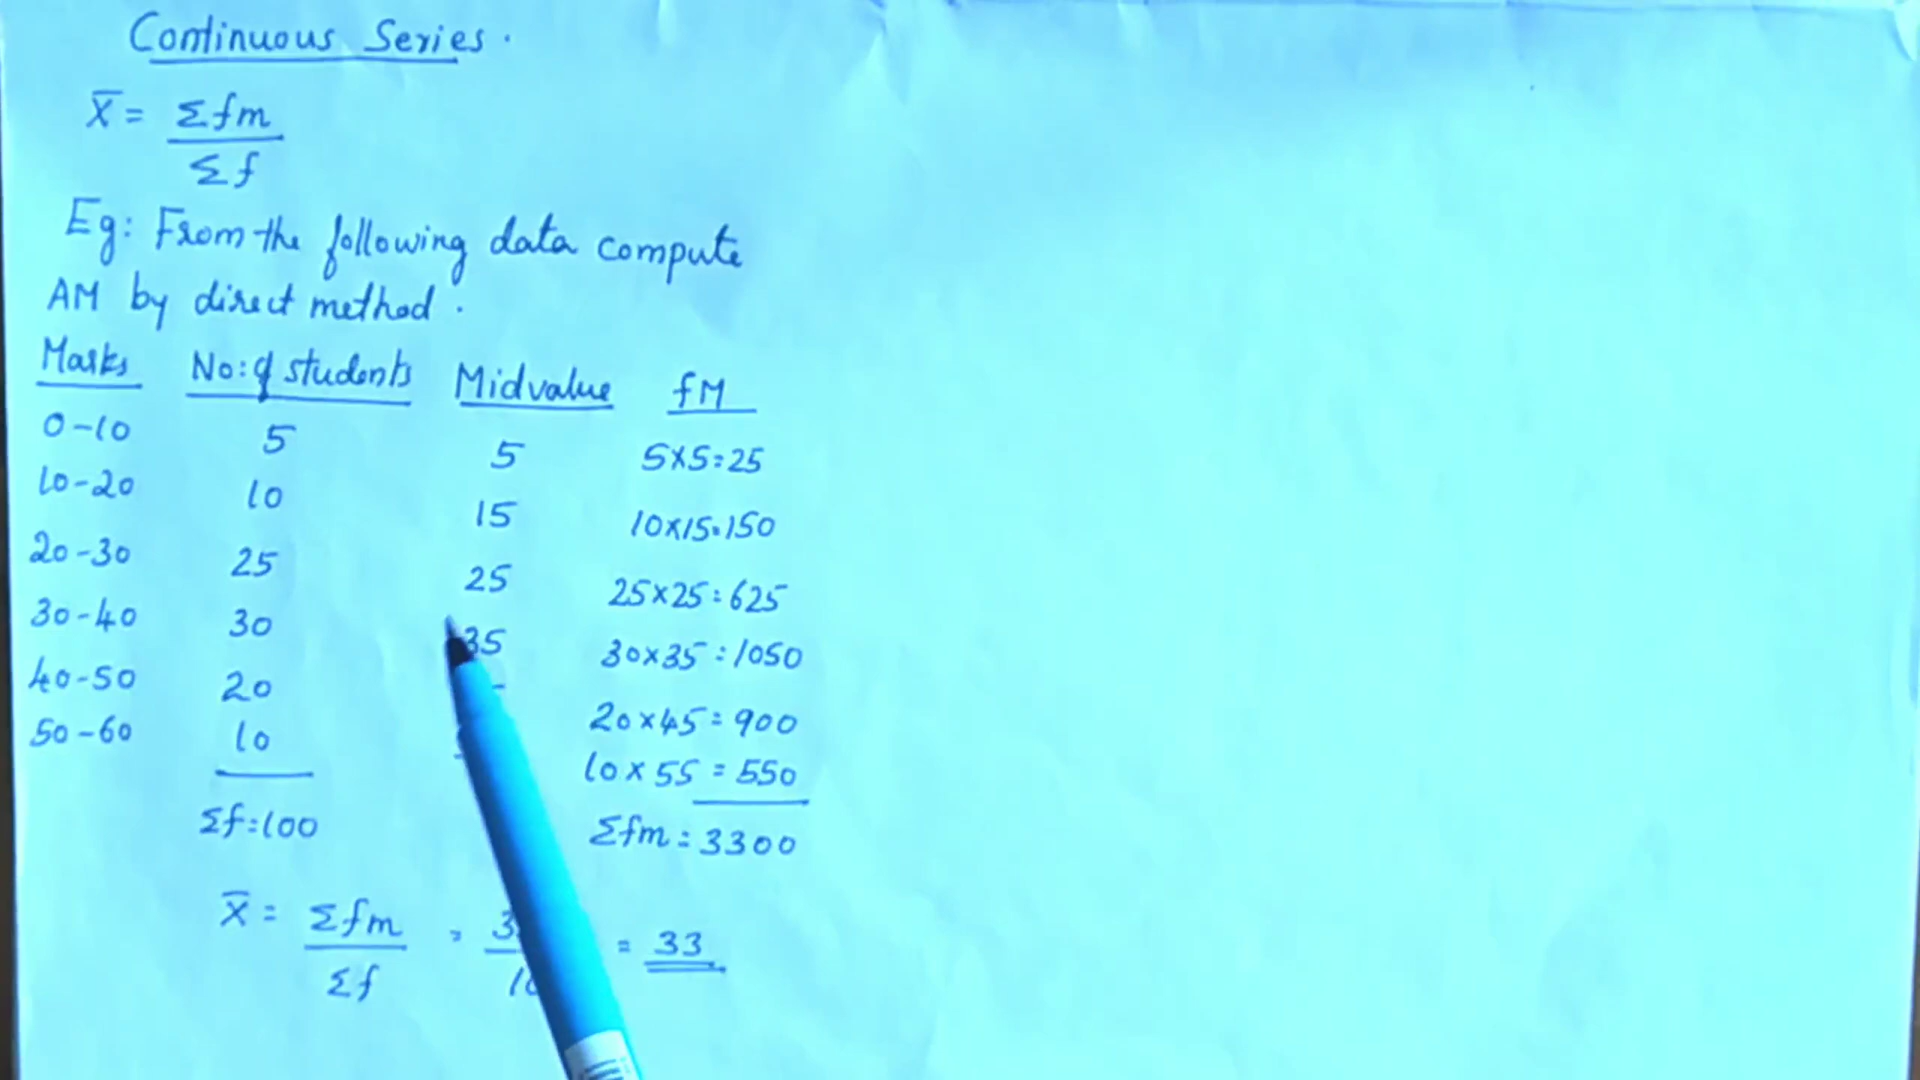 Continuous Series.
X̄ = Σfm
Σf
Eg: From the following data compute
AM by direct method.
Marks No: of students Midvalue fM
0-10 5 5 5×5=25
10-20 10 15 10×15=150
20-30 25 25 25×25=625
30-40 30 35 30×35=1050
40-50 20 20×45=900
50-60 10 10×55=550
Σf=100 Σfm=3300
X̄ = Σfm = = 33
Σf